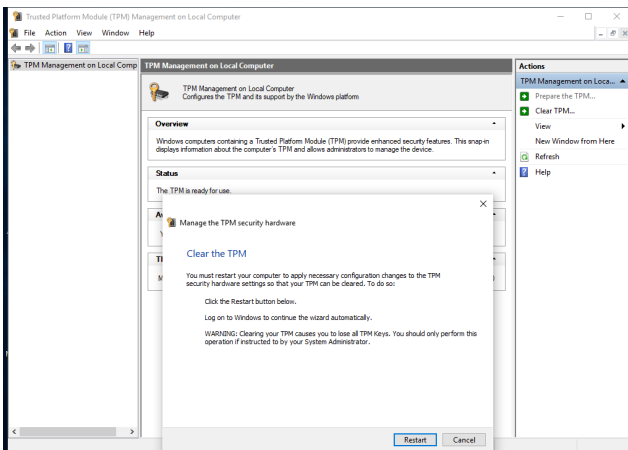 Trusted Platform Module (TPM) Management on Local Computer
File Action View Window Help
TPM Management on Local Comp
TPM Management on Local Computer
TPM Management on Local Computer
Configures the TPM and its support by the Windows platform
Overview
Windows computers containing a Trusted Platform Module (TPM) provide enhanced security features. This snap-in
displays information about the computer's TPM and allows administrators to manage the device.
Status
The TPM is ready for use.
Manage the TPM security hardware
Clear the TPM
You must restart your computer to apply necessary configuration changes to the TPM
security hardware settings so that your TPM can be cleared. To do so:
Click the Restart button below.
Log on to Windows to continue the wizard automatically.
WARNING: Clearing your TPM causes you to lose all TPM Keys. You should only perform this
operation if instructed to by your System Administrator.
Restart Cancel
Actions
TPM Management on Loca...
Prepare the TPM...
Clear TPM...
View
New Window from Here
Refresh
Help